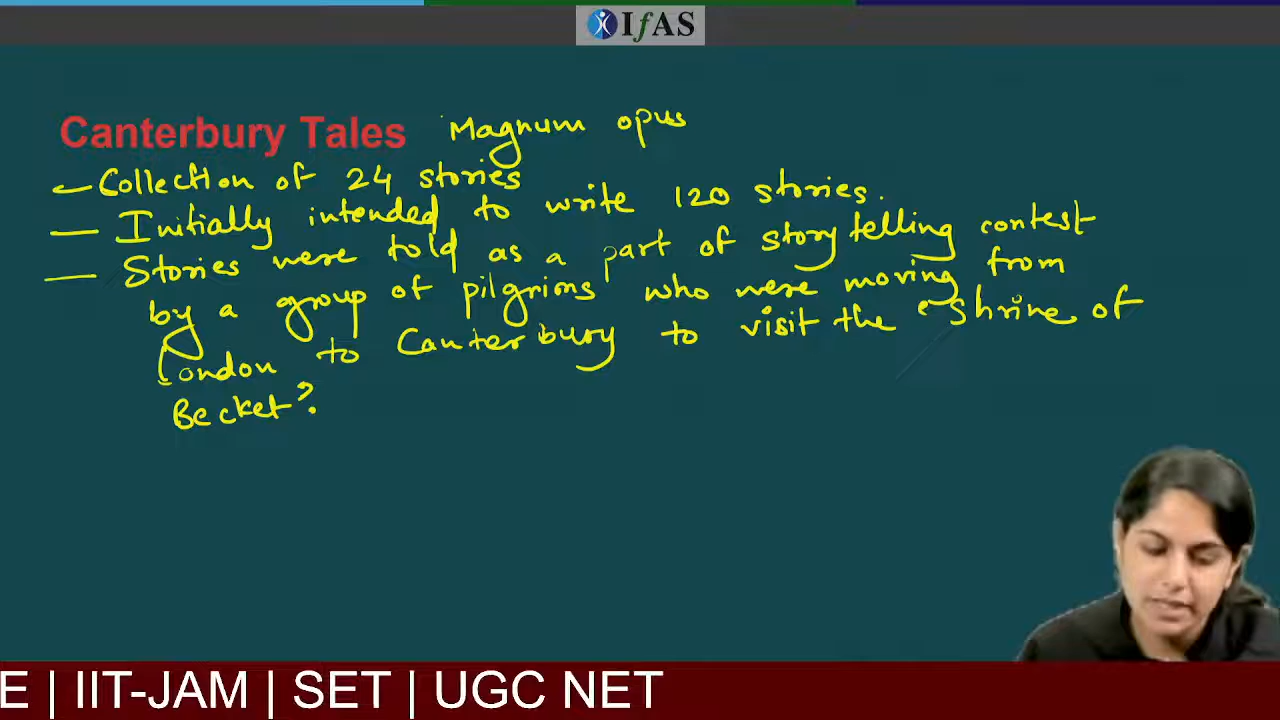 IfAS
Canterbury Tales Magnum opus
– Collection of 24 stories
– Initially intended to write 120 stories.
– Stories were told as a part of story telling contest
by a group of pilgrims who were moving from
London to Canterbury to visit the shrine of
Becket?
E | IIT-JAM | SET | UGC NET